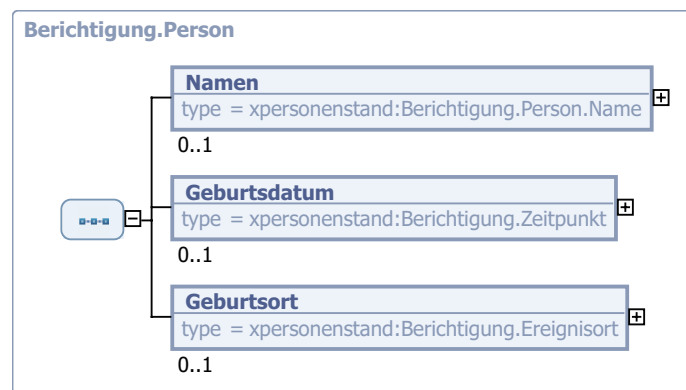 Berichtigung.Person
Namen
type = xpersonenstand:Berichtigung.Person.Name
0..1
Geburtsdatum
type = xpersonenstand:Berichtigung.Zeitpunkt
0..1
Geburtsort
type = xpersonenstand:Berichtigung.Ereignisort
0..1